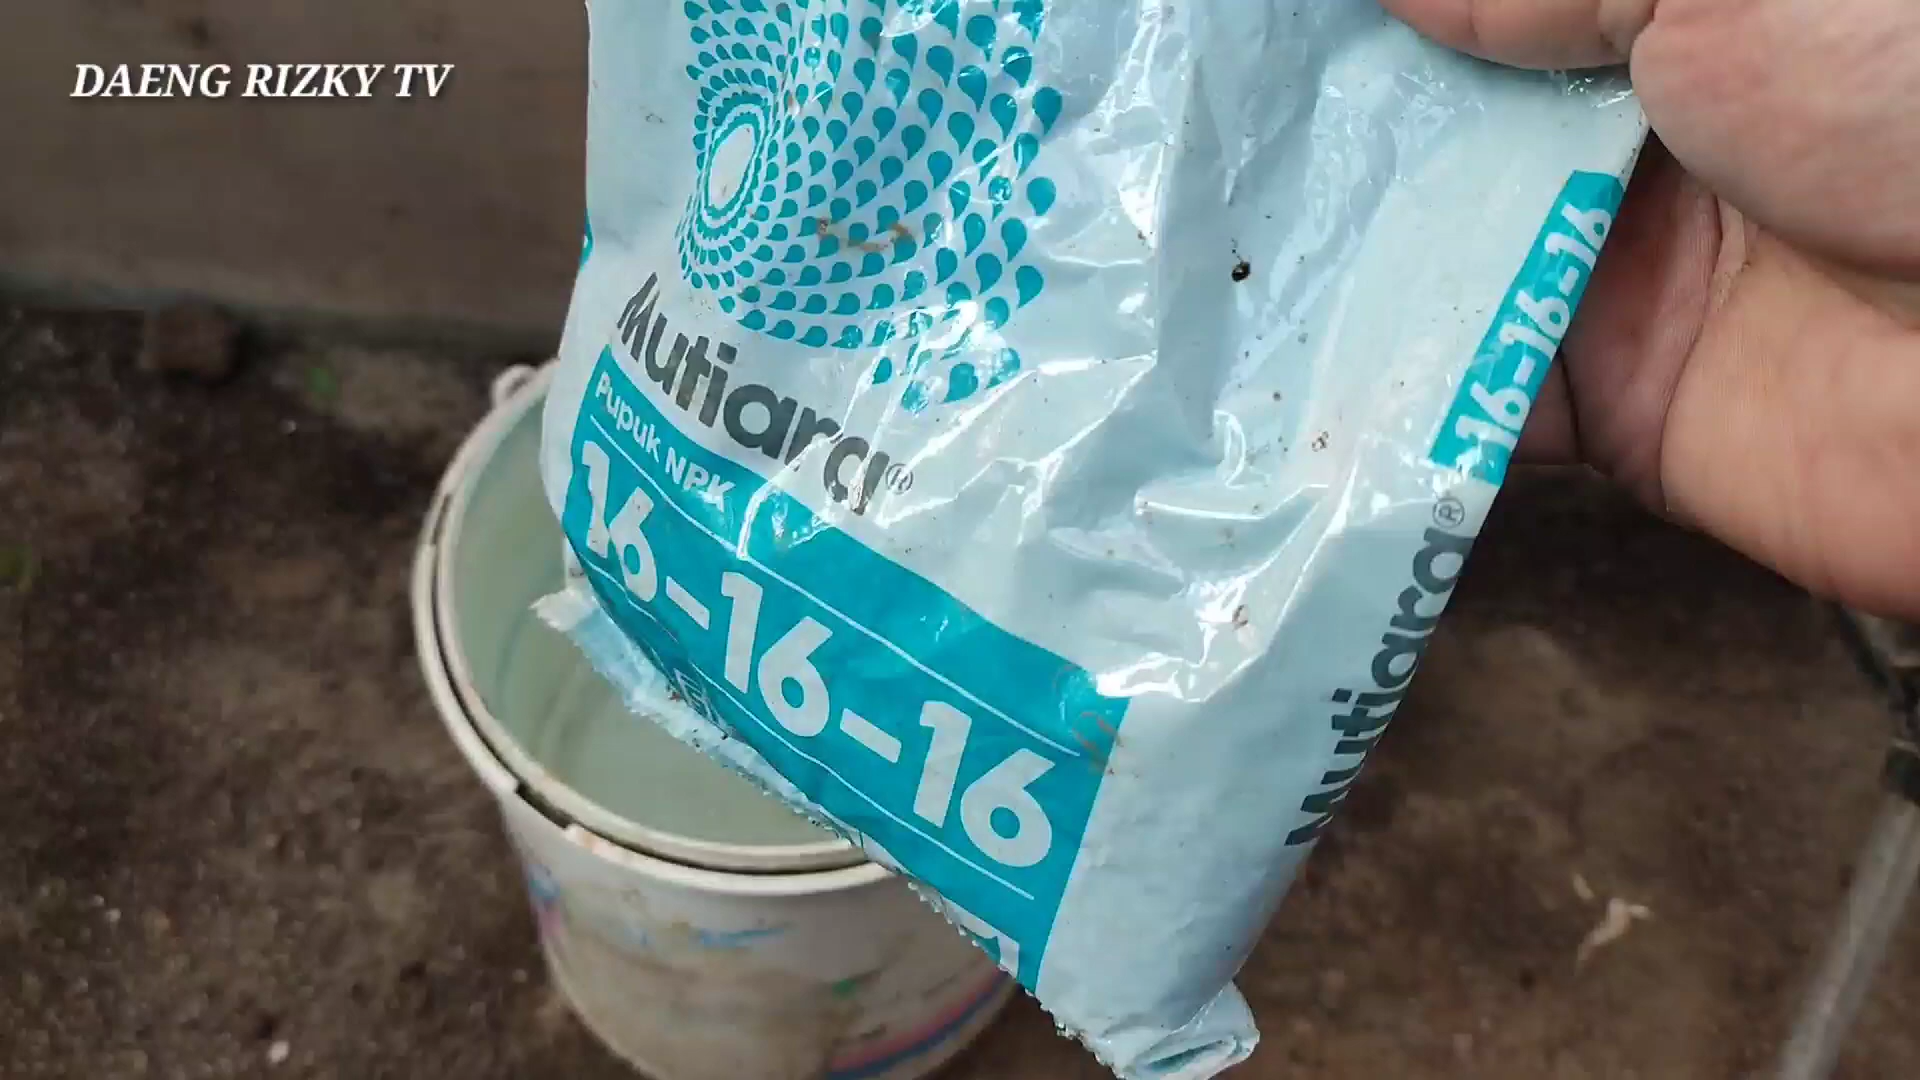 DAENG RIZKY TV
Mutiara®
Pupuk NPK
16-16-16
16-16-16
Mutiara®